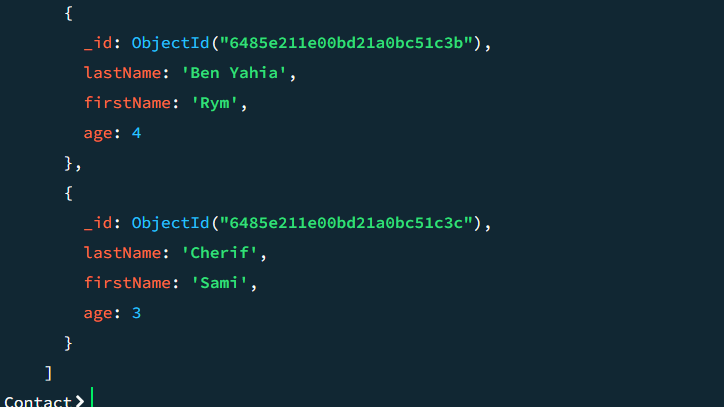 {
_id: ObjectId("6485e211e00bd21a0bc51c3b"),
lastName: 'Ben Yahia',
firstName: 'Rym',
age: 4
},
{
_id: ObjectId("6485e211e00bd21a0bc51c3c"),
lastName: 'Cherif',
firstName: 'Sami',
age: 3
}
]
Contact>